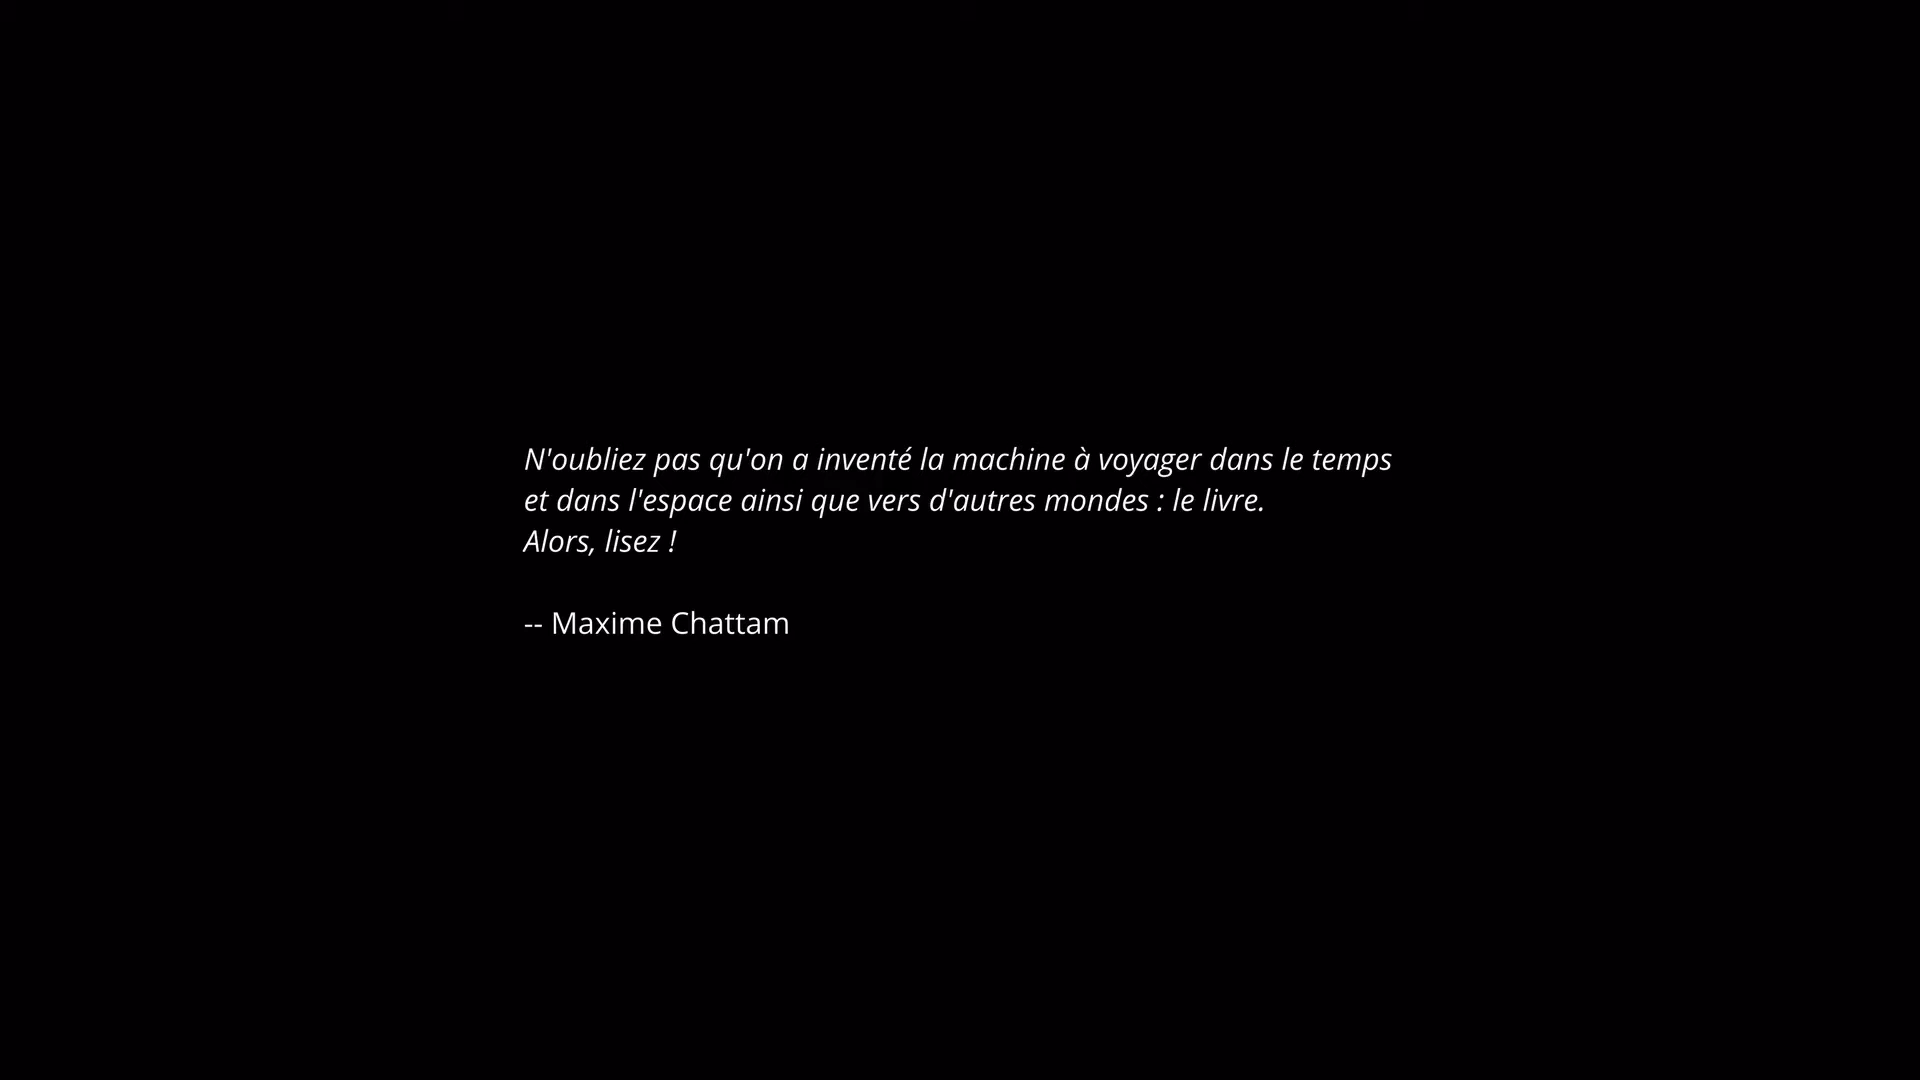 N'oubliez pas qu'on a inventé la machine à voyager dans le temps
et dans l'espace ainsi que vers d'autres mondes : le livre.
Alors, lisez !
-- Maxime Chattam